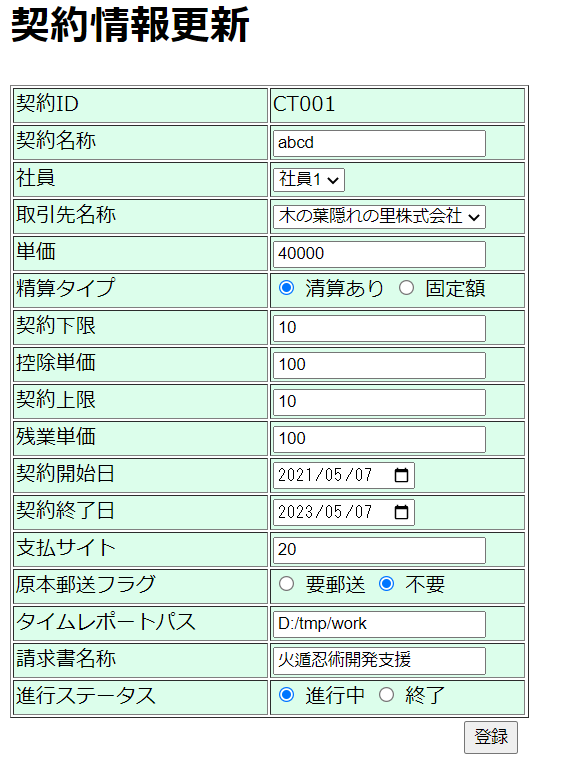 契約情報更新
契約ID CT001
契約名称 abcd
社員 社員1
取引先名称 木の葉隠れの里株式会社
単価 40000
精算タイプ 清算あり 固定額
契約下限 10
控除単価 100
契約上限 10
残業単価 100
契約開始日 2021/05/07
契約終了日 2023/05/07
支払サイト 20
原本郵送フラグ 要郵送 不要
タイムレポートパス D:/tmp/work
請求書名称 火遁忍術開発支援
進行ステータス 進行中 終了
登録